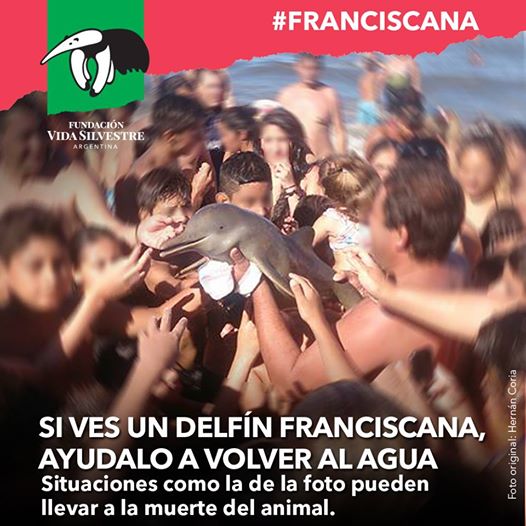 #FRANCISCANA
FUNDACIÓN
VIDA SILVESTRE
ARGENTINA
SI VES UN DELFÍN FRANCISCANA,
AYUDALO A VOLVER AL AGUA
Situaciones como la de la foto pueden
llevar a la muerte del animal.
Foto original: Hernán Coria